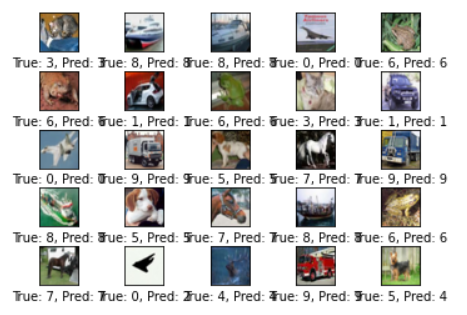 True: 3, Pred: 3 True: 8, Pred: 8 True: 8, Pred: 8 True: 0, Pred: 0 True: 6, Pred: 6
True: 6, Pred: 6 True: 1, Pred: 1 True: 6, Pred: 6 True: 3, Pred: 3 True: 1, Pred: 1
True: 0, Pred: 0 True: 9, Pred: 9 True: 5, Pred: 5 True: 7, Pred: 7 True: 9, Pred: 9
True: 8, Pred: 8 True: 5, Pred: 5 True: 7, Pred: 7 True: 8, Pred: 8 True: 6, Pred: 6
True: 7, Pred: 7 True: 0, Pred: 2 True: 4, Pred: 4 True: 9, Pred: 9 True: 5, Pred: 4